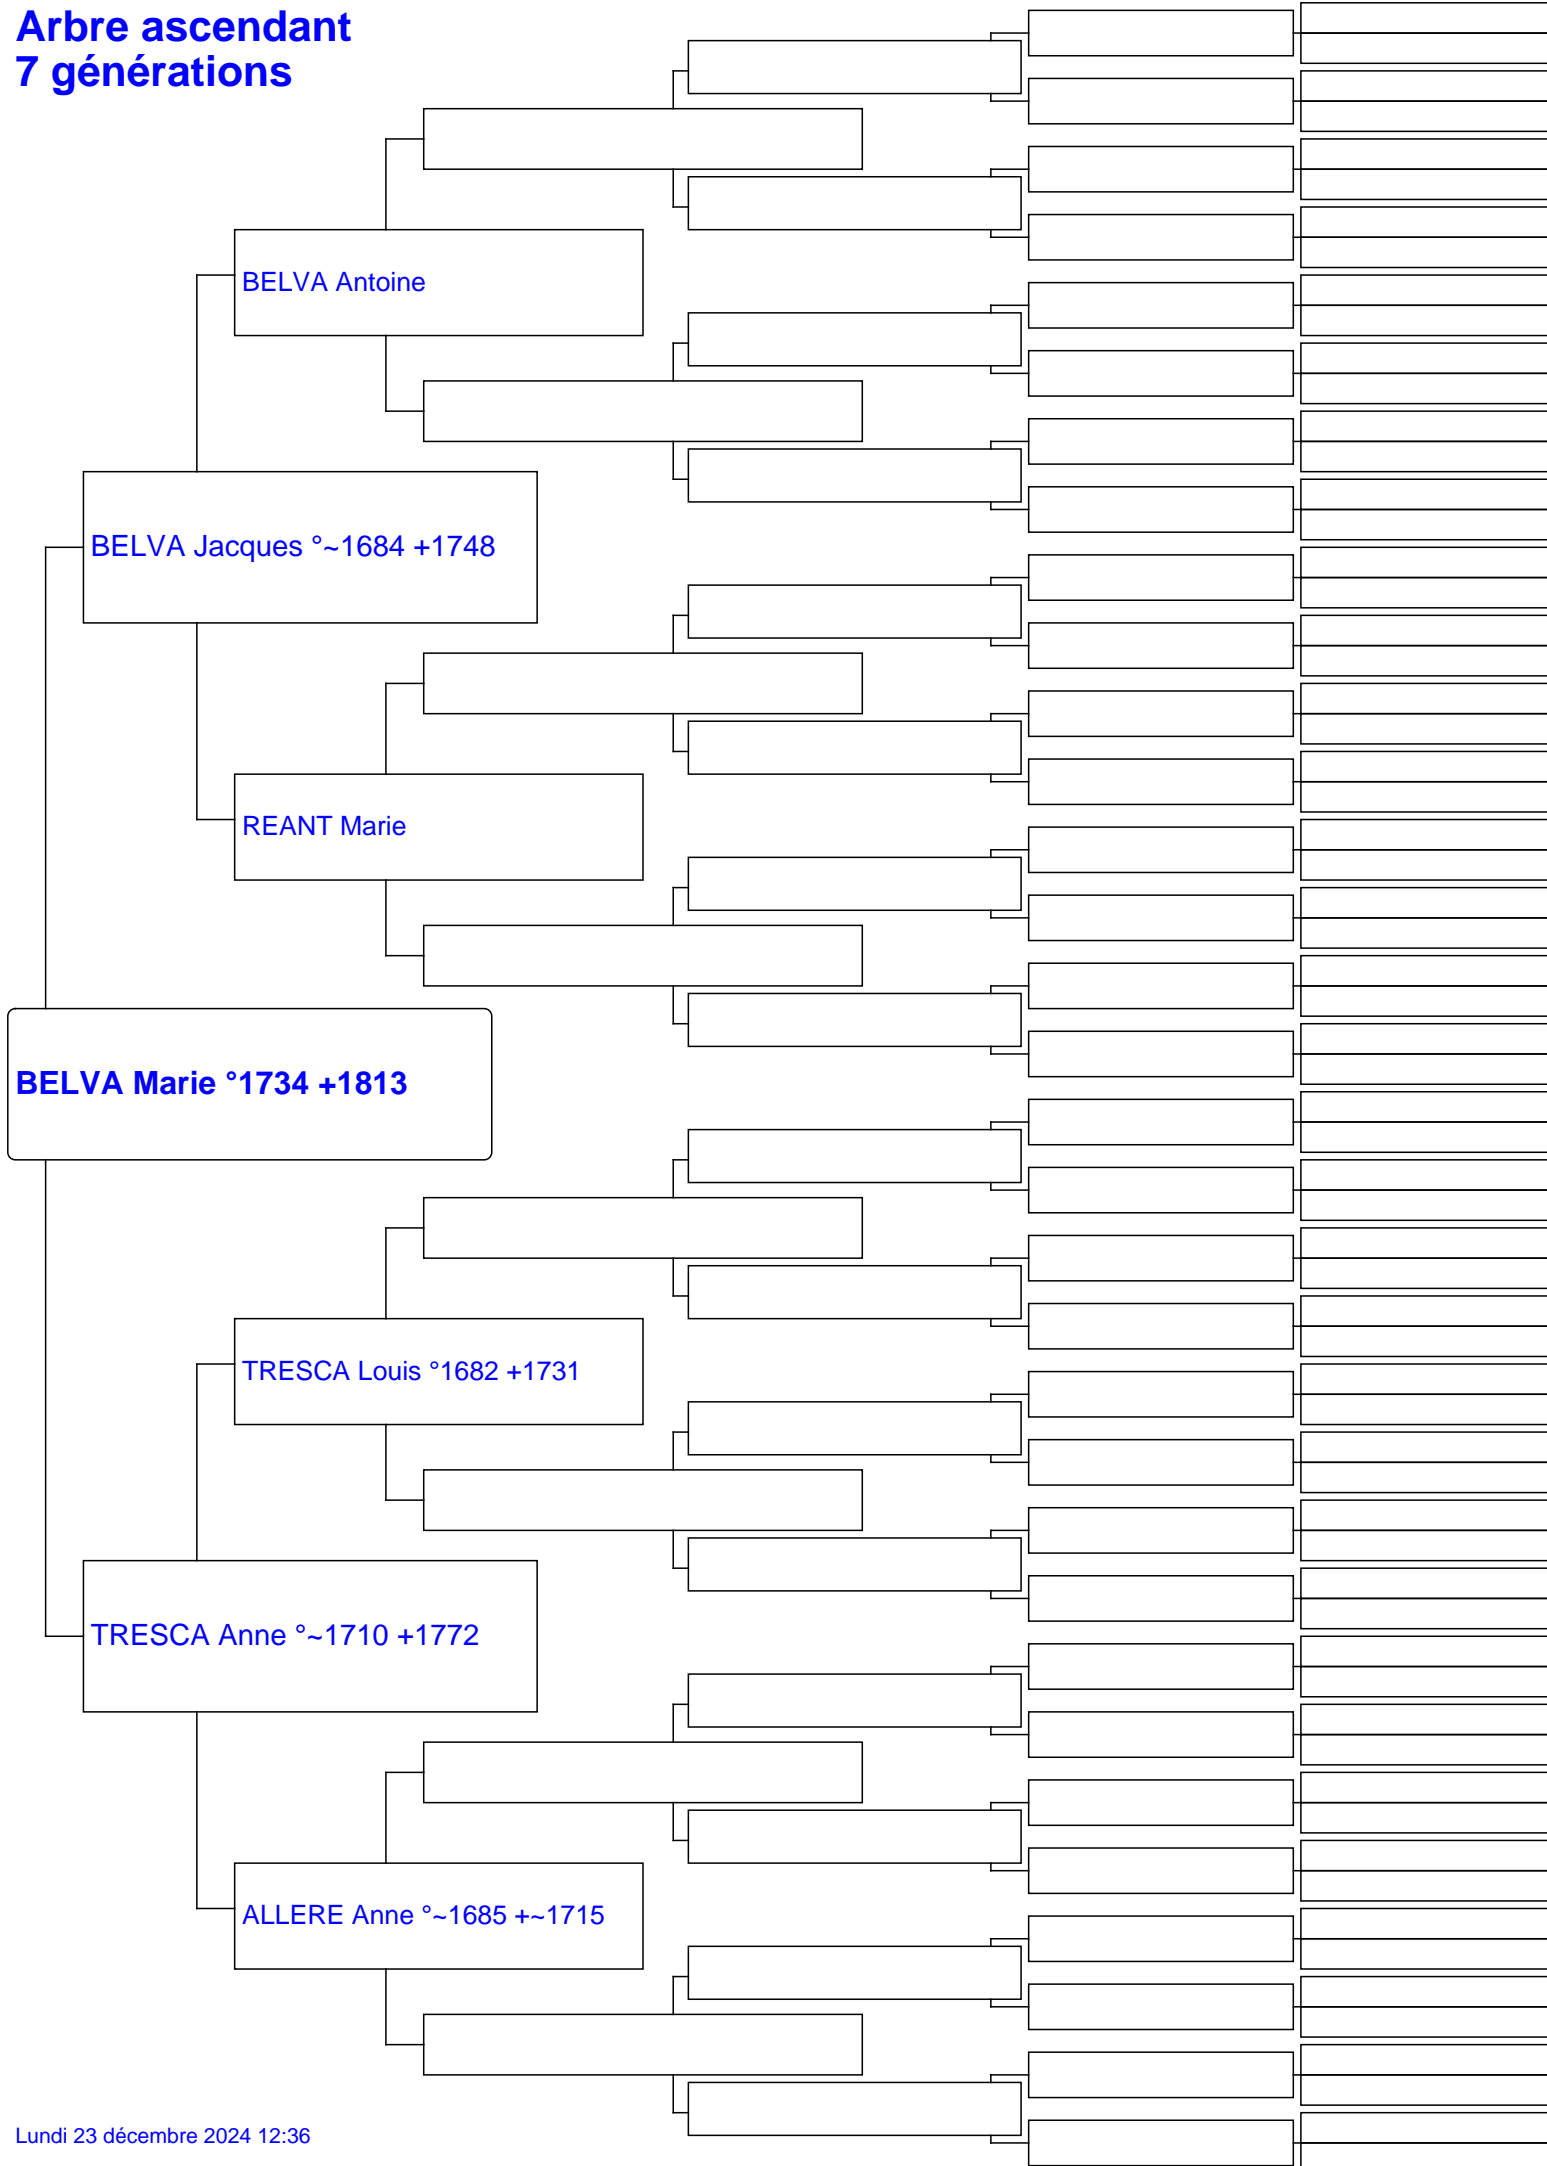 Arbre ascendant
7 générations
BELVA Antoine
BELVA Jacques °~1684 +1748
REANT Marie
BELVA Marie °1734 +1813
TRESCA Louis °1682 +1731
TRESCA Anne °~1710 +1772
ALLERE Anne °~1685 +~1715
Lundi 23 décembre 2024 12:36